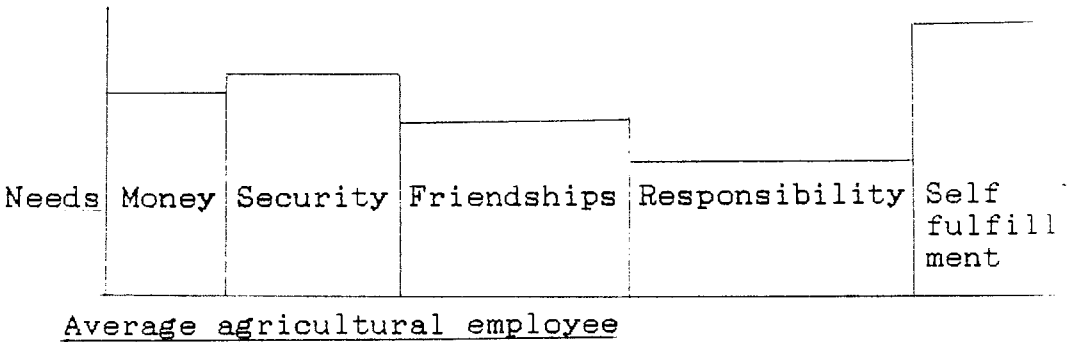 Needs Money Security Friendships Responsibility Self
fulfill
ment
Average agricultural employee